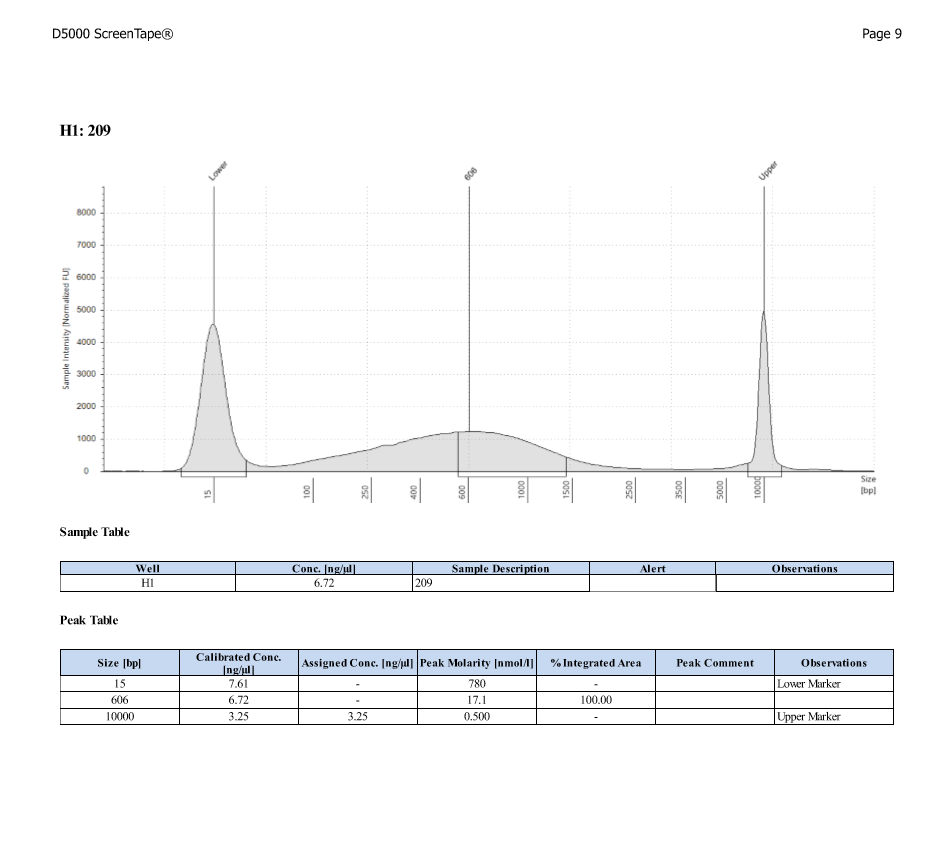 D5000 ScreenTape® Page 9
H1: 209
Lower 606 Upper
Sample Intensity [Normalized FU]
8000
7000
6000
5000
4000
3000
2000
1000
0
15 100 250 400 600 1000 1500 2500 3500 5000 10000 Size [bp]
Sample Table
Well Conc. [ng/µl] Sample Description Alert Observations
H1 6.72 209
Peak Table
Size [bp] Calibrated Conc. [ng/µl] Assigned Conc. [ng/µl] Peak Molarity [nmol/l] % Integrated Area Peak Comment Observations
15 7.61 - 780 - Lower Marker
606 6.72 - 17.1 100.00
10000 3.25 3.25 0.500 - Upper Marker